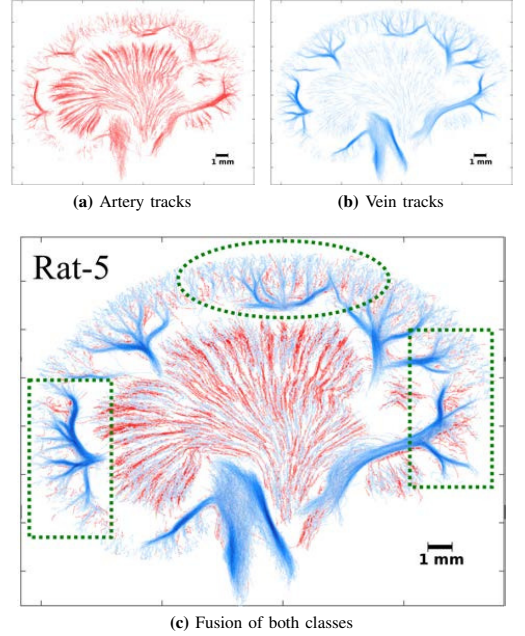 1 mm
1 mm
(a) Artery tracks
(b) Vein tracks
Rat-5
1 mm
(c) Fusion of both classes